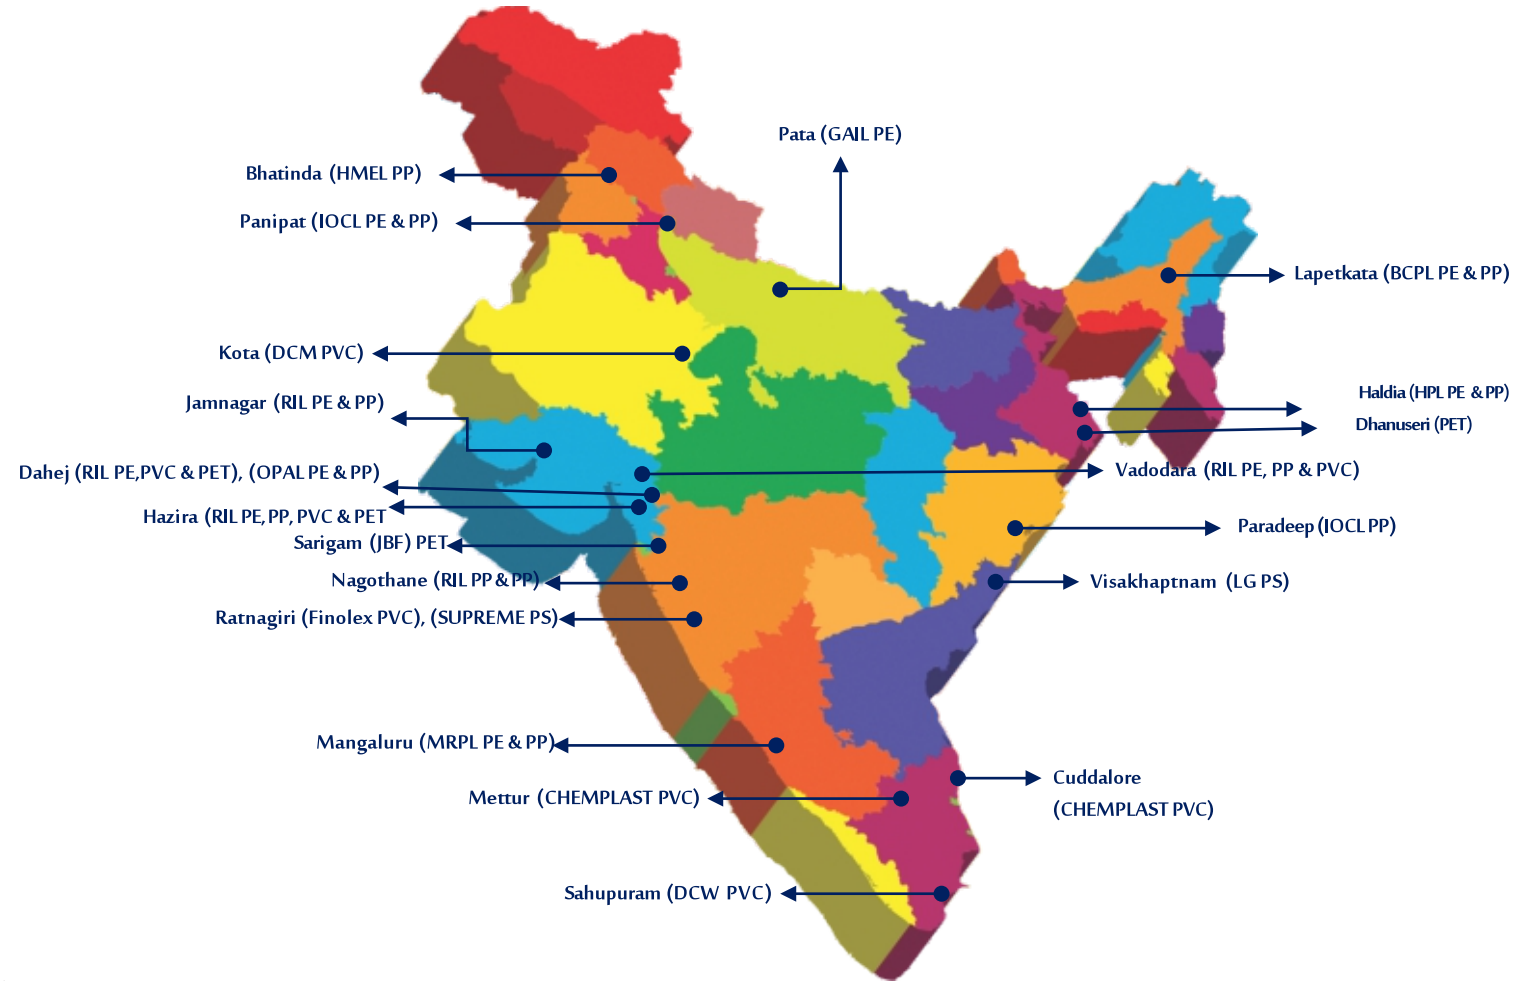 Pata (GAIL PE)
Bhatinda (HMEL PP)
Panipat (IOCL PE & PP)
Lapetkata (BCPL PE & PP)
Kota (DCM PVC)
Jamnagar (RIL PE & PP)
Haldia (HPL PE & PP)
Dhanuseri (PET)
Dahej (RIL PE,PVC & PET), (OPAL PE & PP)
Vadodara (RIL PE, PP & PVC)
Hazira (RIL PE, PP, PVC & PET
Paradeep (IOCL PP)
Sarigam (JBF) PET
Nagothane (RIL PP & PP)
Visakhaptnam (LG PS)
Ratnagiri (Finolex PVC), (SUPREME PS)
Mangaluru (MRPL PE & PP)
Cuddalore
(CHEMPLAST PVC)
Mettur (CHEMPLAST PVC)
Sahupuram (DCW PVC)